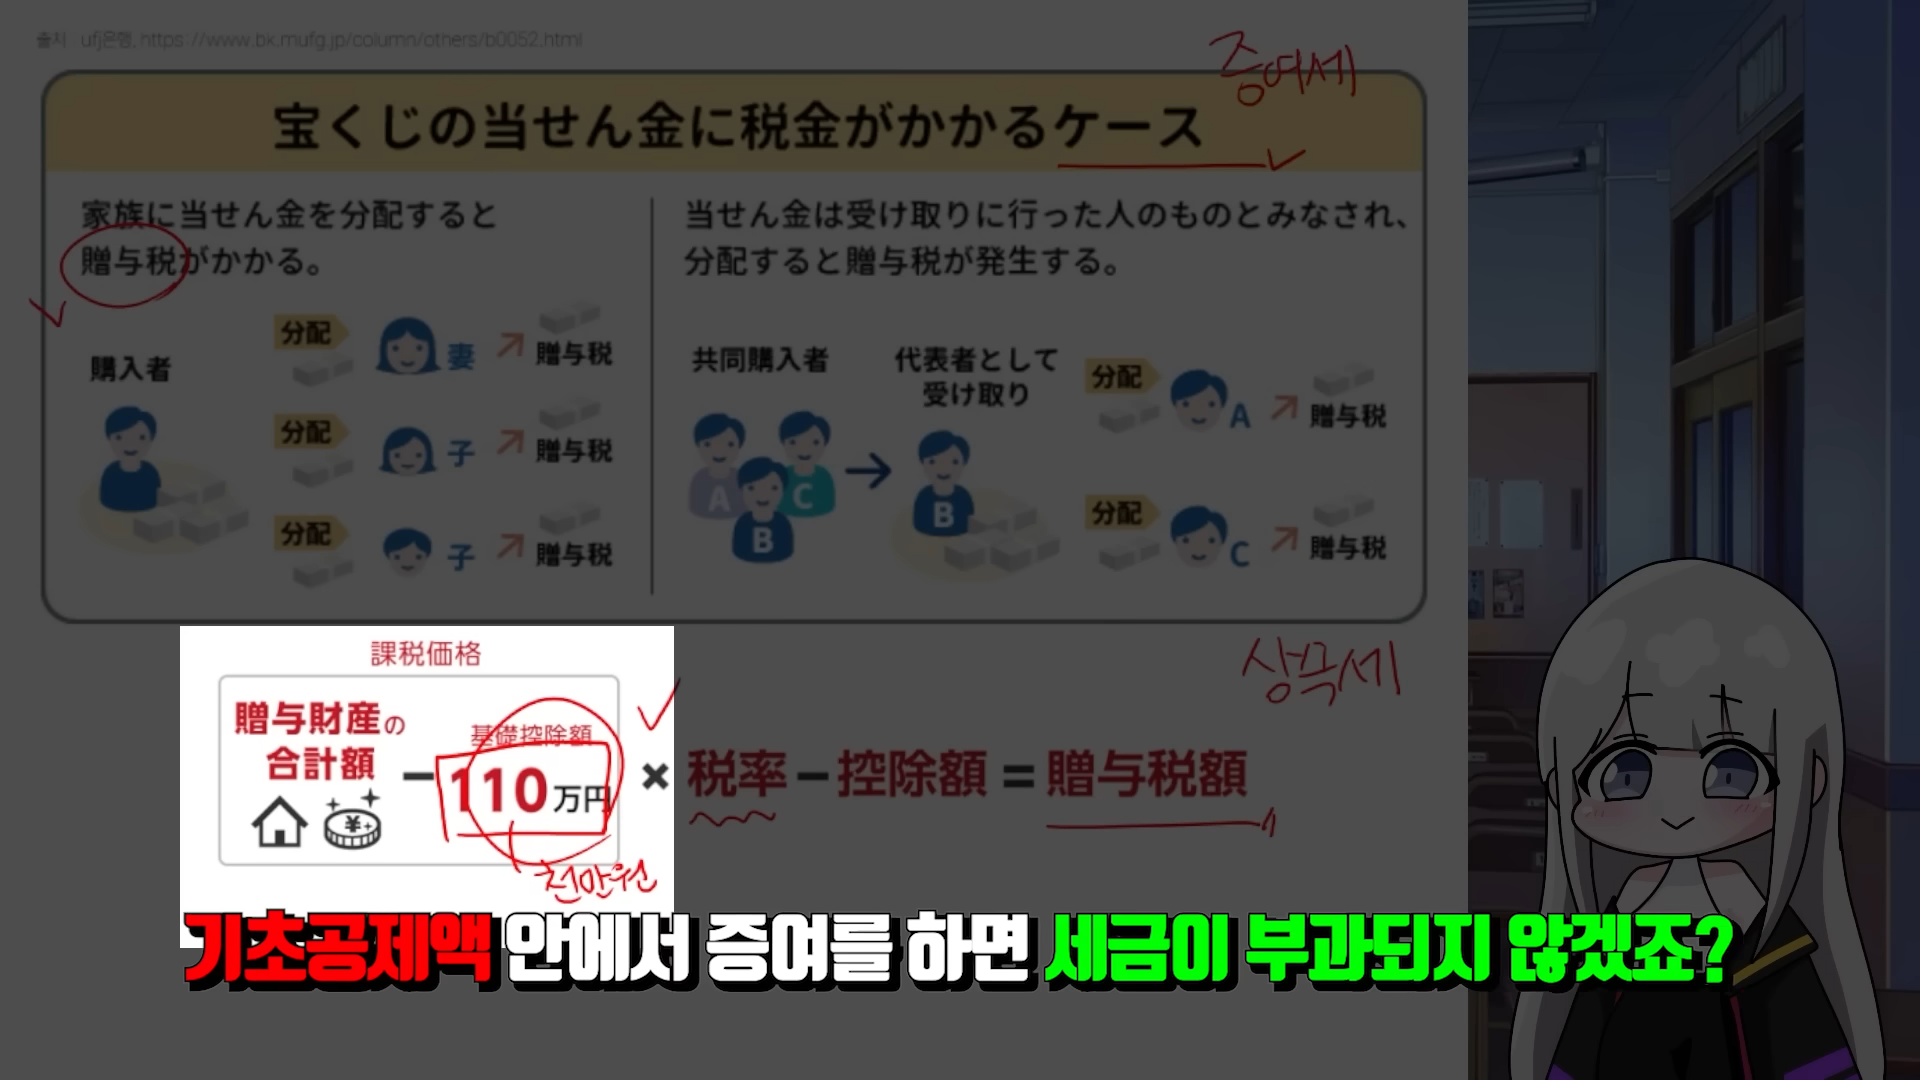 출처 ufj은행, https://www.bk.mufg.jp/column/others/b0052.html
증여세
宝くじの当せん金に税金がかかるケース
家族に当せん金を分配すると
贈与税がかかる。
購入者
分配
妻
贈与税
分配
子
贈与税
分配
子
贈与税
当せん金は受け取りに行った人のものとみなされ、
分配すると贈与税が発生する。
共同購入者
A
C
B
代表者として
受け取り
B
分配
A
贈与税
分配
C
贈与税
상속세
課税価格
贈与財産の
合計額
¥
−
基礎控除額
110万円
× 税率 − 控除額 = 贈与税額
천만원
기초공제액 안에서 증여를 하면 세금이 부과되지 않겠죠?